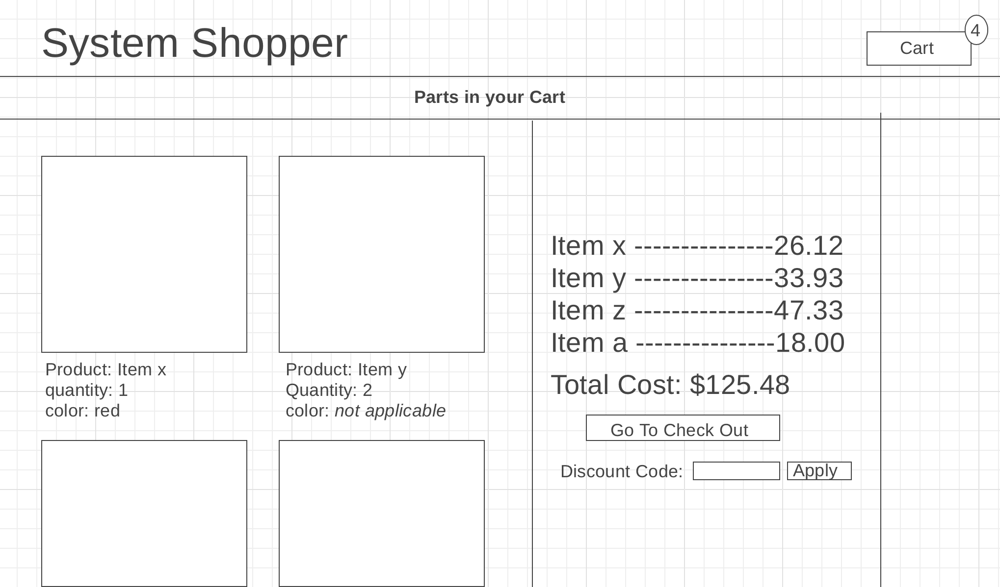 System Shopper
Cart
4
Parts in your Cart
Product: Item x
quantity: 1
color: red
Product: Item y
Quantity: 2
color: not applicable
Item x ---------------26.12
Item y ---------------33.93
Item z ---------------47.33
Item a ---------------18.00
Total Cost: $125.48
Go To Check Out
Discount Code:
Apply